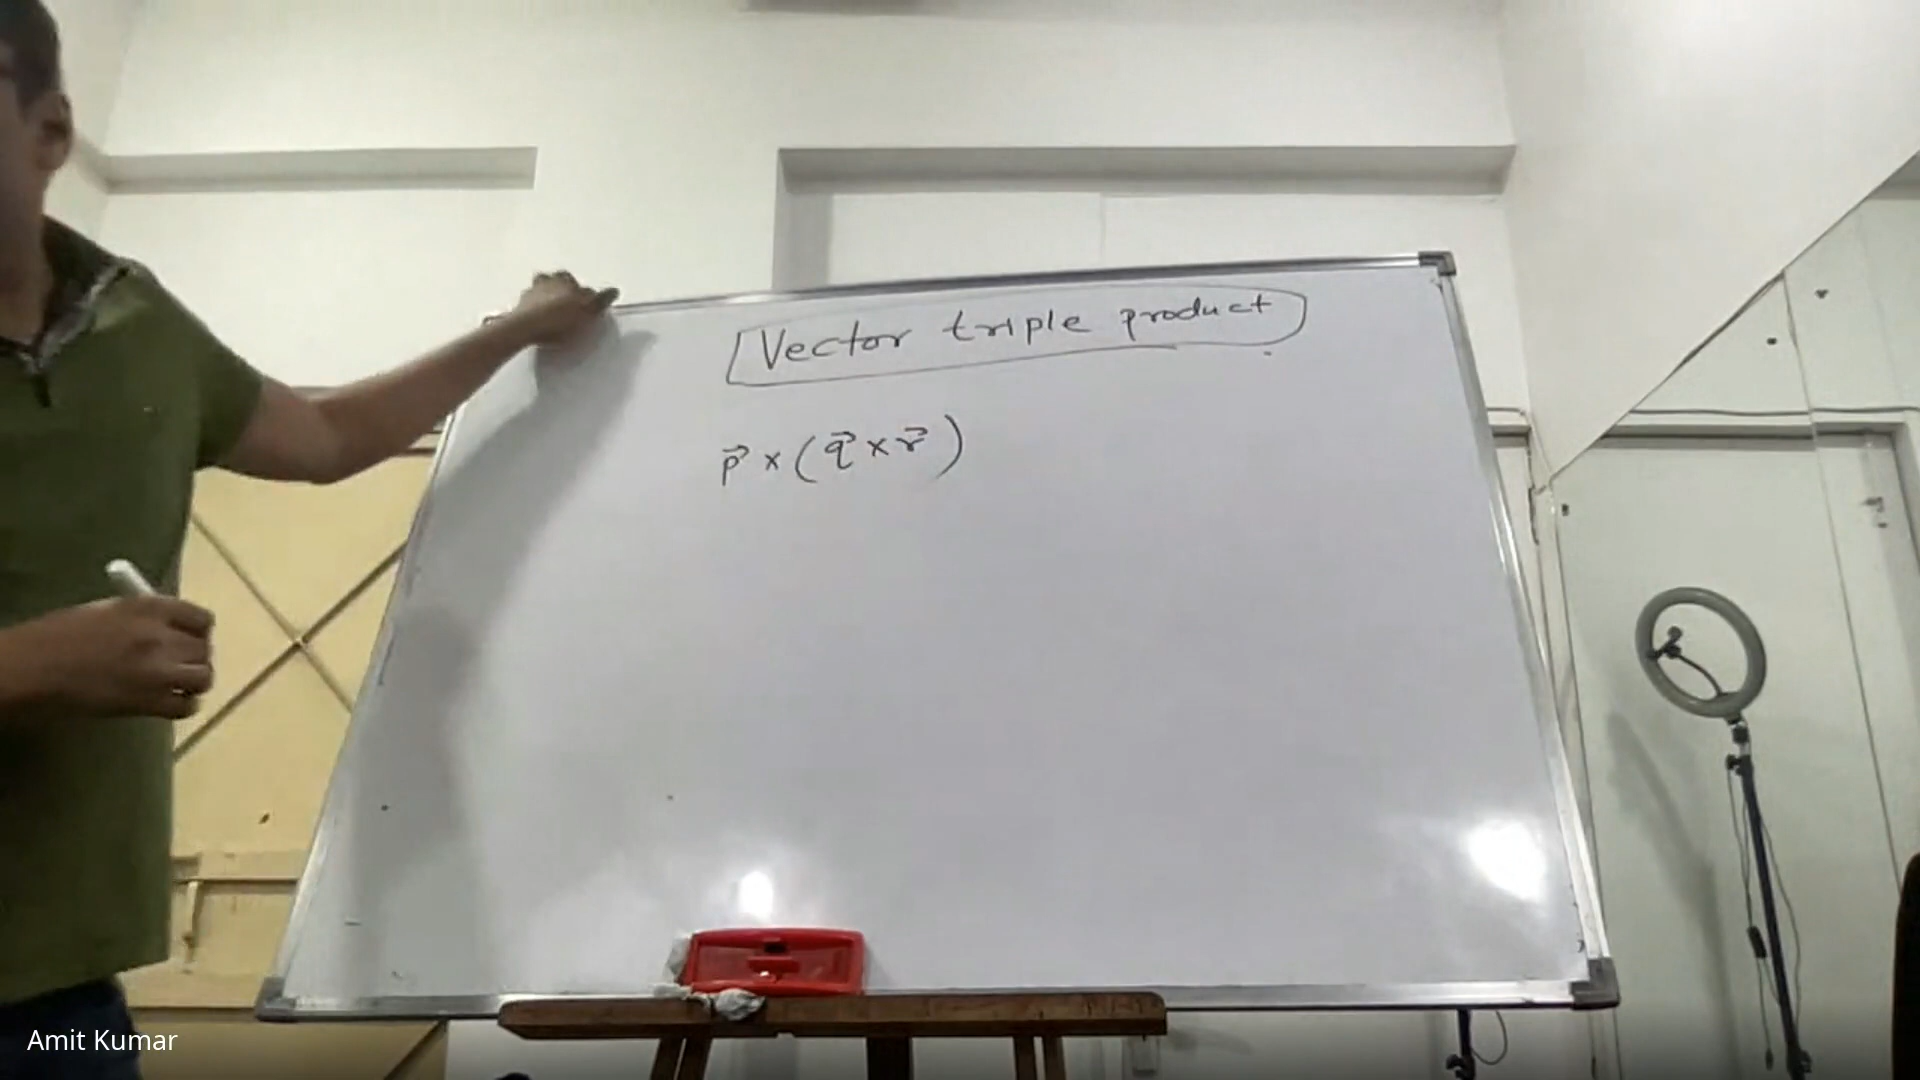 Vector triple product
p⃗ × (q⃗ × r⃗)
Amit Kumar